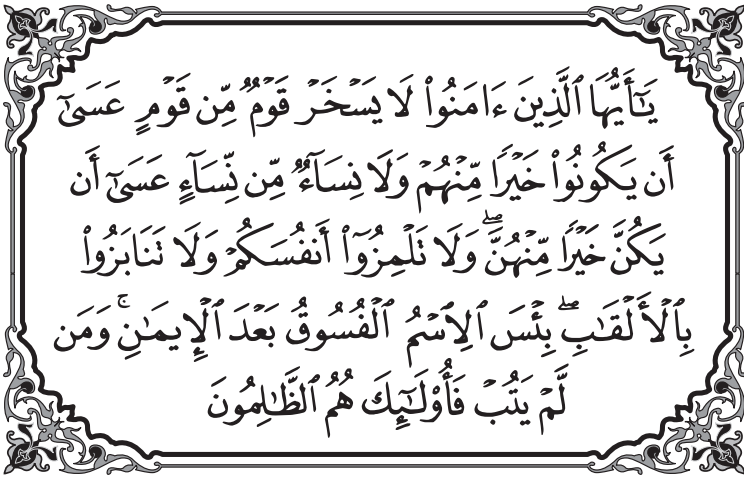 يَٰٓأَيُّهَا ٱلَّذِينَ ءَامَنُوا۟ لَا يَسْخَرْ قَوْمٌ مِّن قَوْمٍ عَسَىٰٓ
أَن يَكُونُوا۟ خَيْرًا مِّنْهُمْ وَلَا نِسَآءٌ مِّن نِّسَآءٍ عَسَىٰٓ أَن
يَكُنَّ خَيْرًا مِّنْهُنَّ ۖ وَلَا تَلْمِزُوٓا۟ أَنفُسَكُمْ وَلَا تَنَابَزُوا۟
بِٱلْأَلْقَٰبِ ۖ بِئْسَ ٱلِٱسْمُ ٱلْفُسُوقُ بَعْدَ ٱلْإِيمَٰنِ ۚ وَمَن
لَّمْ يَتُبْ فَأُو۟لَٰٓئِكَ هُمُ ٱلظَّٰلِمُونَ